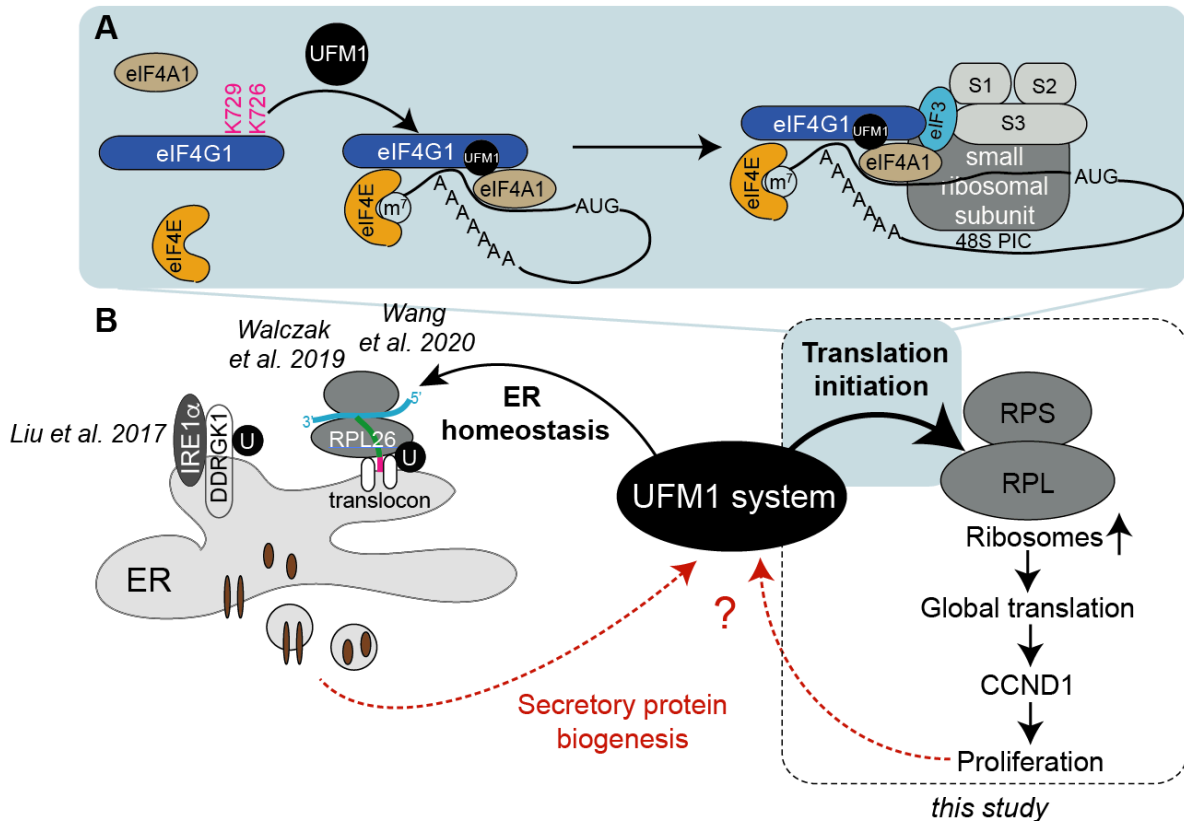 A
eIF4A1
UFM1
K729
K726
eIF4G1
eIF4E
eIF4G1
UFM1
eIF4A1
eIF4E
m7
A
A
A
A
A
A
A
AUG
eIF4G1
UFM1
eIF3
S1
S2
S3
eIF4A1
eIF4E
m7
A
A
A
A
A
A
A
small
ribosomal
subunit
AUG
48S PIC
B
Walczak
et al. 2019
Wang
et al. 2020
Liu et al. 2017
IRE1α
DDRGK1
U
3'
5'
RPL26
U
translocon
ER
ER
homeostasis
UFM1 system
Translation
initiation
RPS
RPL
Ribosomes
Global translation
CCND1
Proliferation
?
Secretory protein
biogenesis
this study